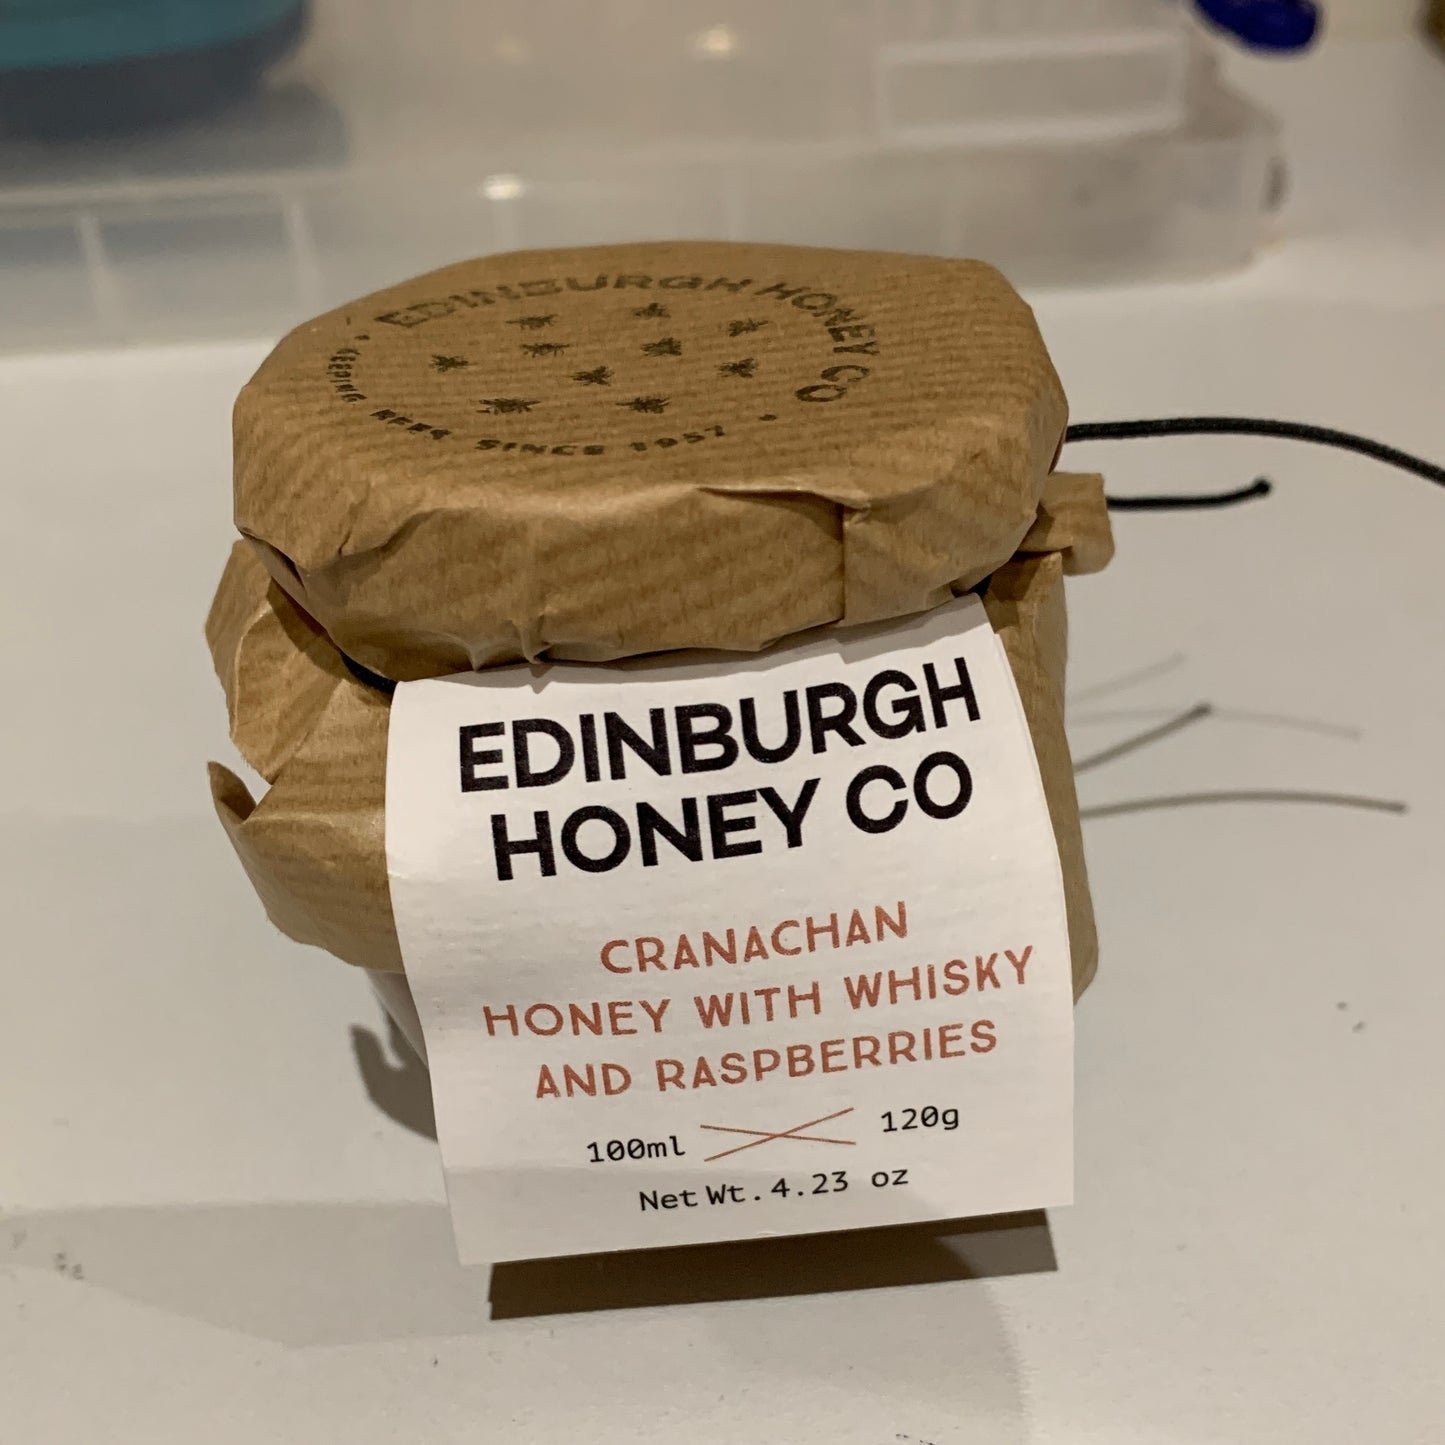 EDINBURGH HONEY CO
KEEPING BEES SINCE 1957
EDINBURGH
HONEY CO
CRANACHAN
HONEY WITH WHISKY
AND RASPBERRIES
100ml 120g
Net Wt. 4.23 oz